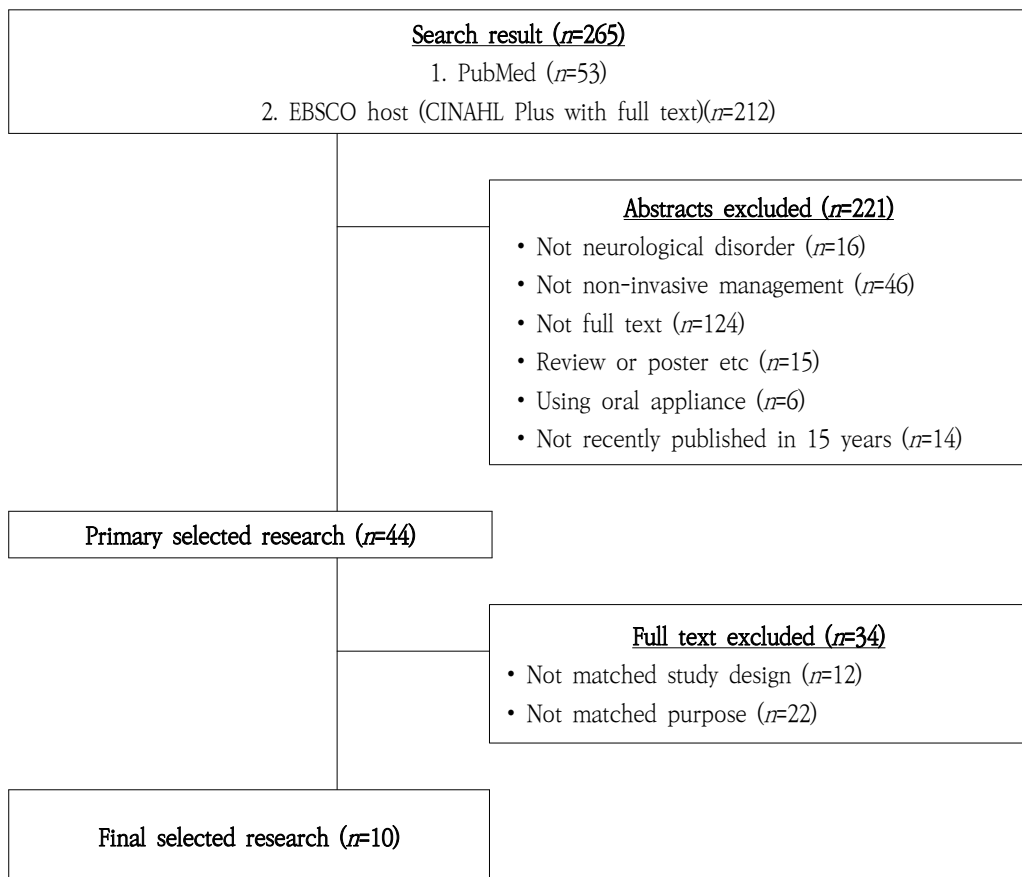 Search result (n=265)
1. PubMed (n=53)
2. EBSCO host (CINAHL Plus with full text)(n=212)
Abstracts excluded (n=221)
• Not neurological disorder (n=16)
• Not non-invasive management (n=46)
• Not full text (n=124)
• Review or poster etc (n=15)
• Using oral appliance (n=6)
• Not recently published in 15 years (n=14)
Primary selected research (n=44)
Full text excluded (n=34)
• Not matched study design (n=12)
• Not matched purpose (n=22)
Final selected research (n=10)